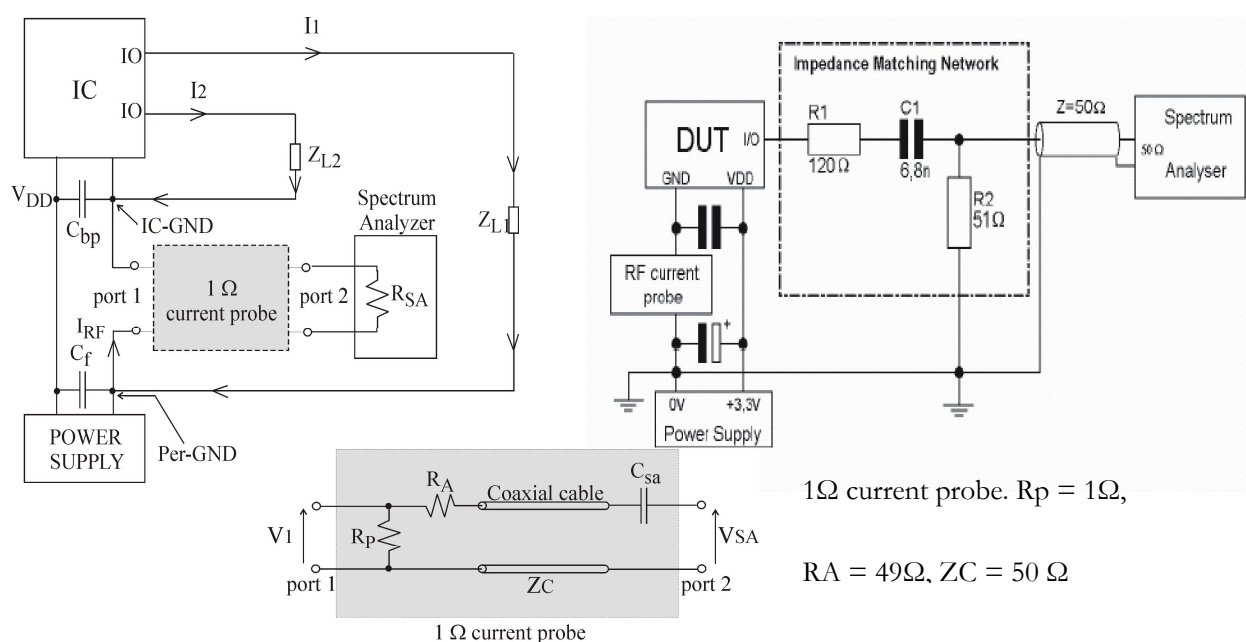 IC
IO
IO
I1
I2
ZL2
VDD
Cbp
IC-GND
ZL1
Spectrum
Analyzer
RSA
port 1
1 Ω
current probe
port 2
IRF
Cf
POWER
SUPPLY
Per-GND
Impedance Matching Network
DUT
I/O
GND
VDD
R1
120Ω
C1
6,8n
R2
51Ω
Z=50Ω
50 Ω
Spectrum
Analyser
RF current
probe
+
0V
+3,3V
Power Supply
V1
RP
RA
Coaxial cable
Csa
ZC
VSA
port 1
port 2
1 Ω current probe
1Ω current probe. Rp = 1Ω,
RA = 49Ω, ZC = 50 Ω